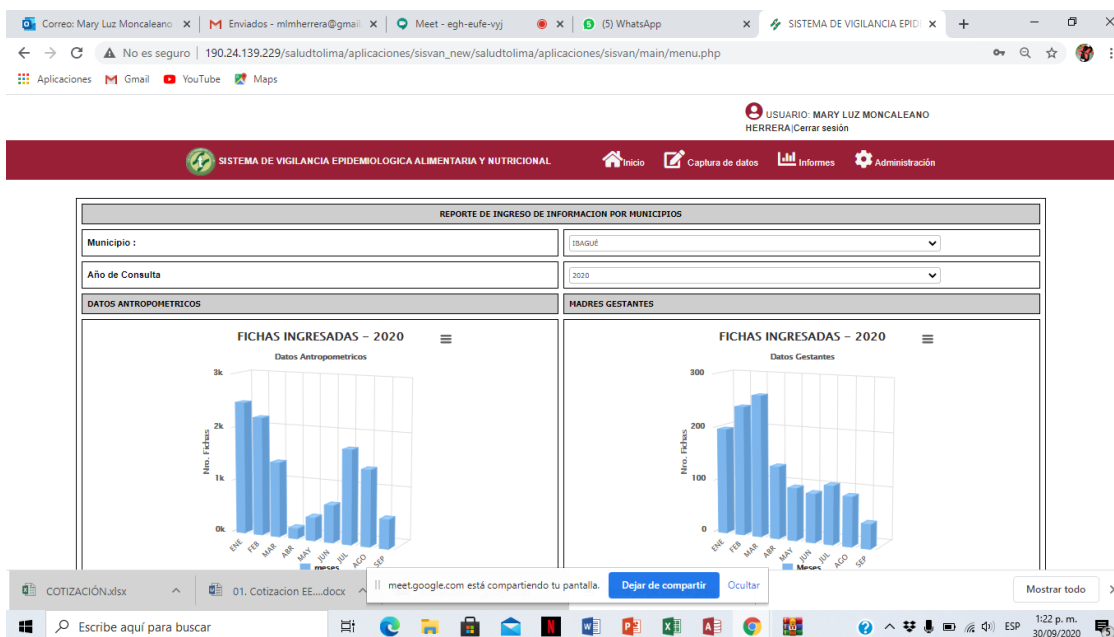 Correo: Mary Luz Moncaleano
Enviados - mlmherrera@gmai
Meet - egh-eufe-vyj
(5) WhatsApp
SISTEMA DE VIGILANCIA EPIDE
No es seguro | 190.24.139.229/saludtolima/aplicaciones/sisvan_new/saludtolima/aplicaciones/sisvan/main/menu.php
Aplicaciones
Gmail
YouTube
Maps
USUARIO: MARY LUZ MONCALEANO
HERRERA|Cerrar sesión
SISTEMA DE VIGILANCIA EPIDEMIOLOGICA ALIMENTARIA Y NUTRICIONAL
Inicio
Captura de datos
Informes
Administración
REPORTE DE INGRESO DE INFORMACION POR MUNICIPIOS
Municipio :
IBAGUÉ
Año de Consulta
2020
DATOS ANTROPOMETRICOS
MADRES GESTANTES
FICHAS INGRESADAS - 2020
Datos Antropometricos
Nro. Fichas
3k
2k
1k
0k
ENE FEB MAR ABR MAY JUN JUL AGO SEP
meses
FICHAS INGRESADAS - 2020
Datos Gestantes
Nro. Fichas
300
200
100
0
ENE FEB MAR ABR MAY JUN JUL AGO SEP
Meses
COTIZACIÓN.xlsx
01. Cotizacion EE....docx
meet.google.com está compartiendo tu pantalla.
Dejar de compartir
Ocultar
Mostrar todo
Escribe aquí para buscar
ESP
1:22 p. m.
30/09/2020